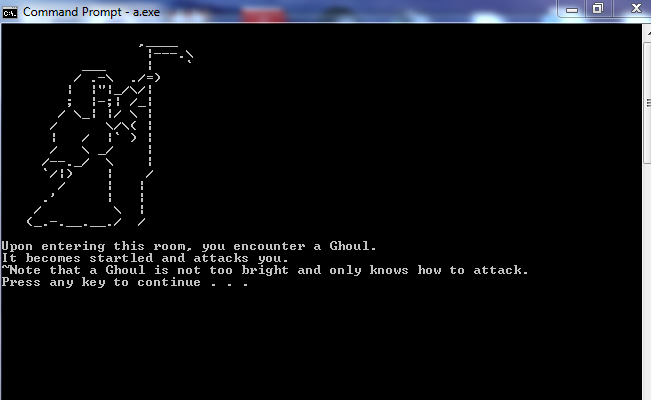 Command Prompt - a.exe
Upon entering this room, you encounter a Ghoul.
It becomes startled and attacks you.
~Note that a Ghoul is not too bright and only knows how to attack.
Press any key to continue . . .